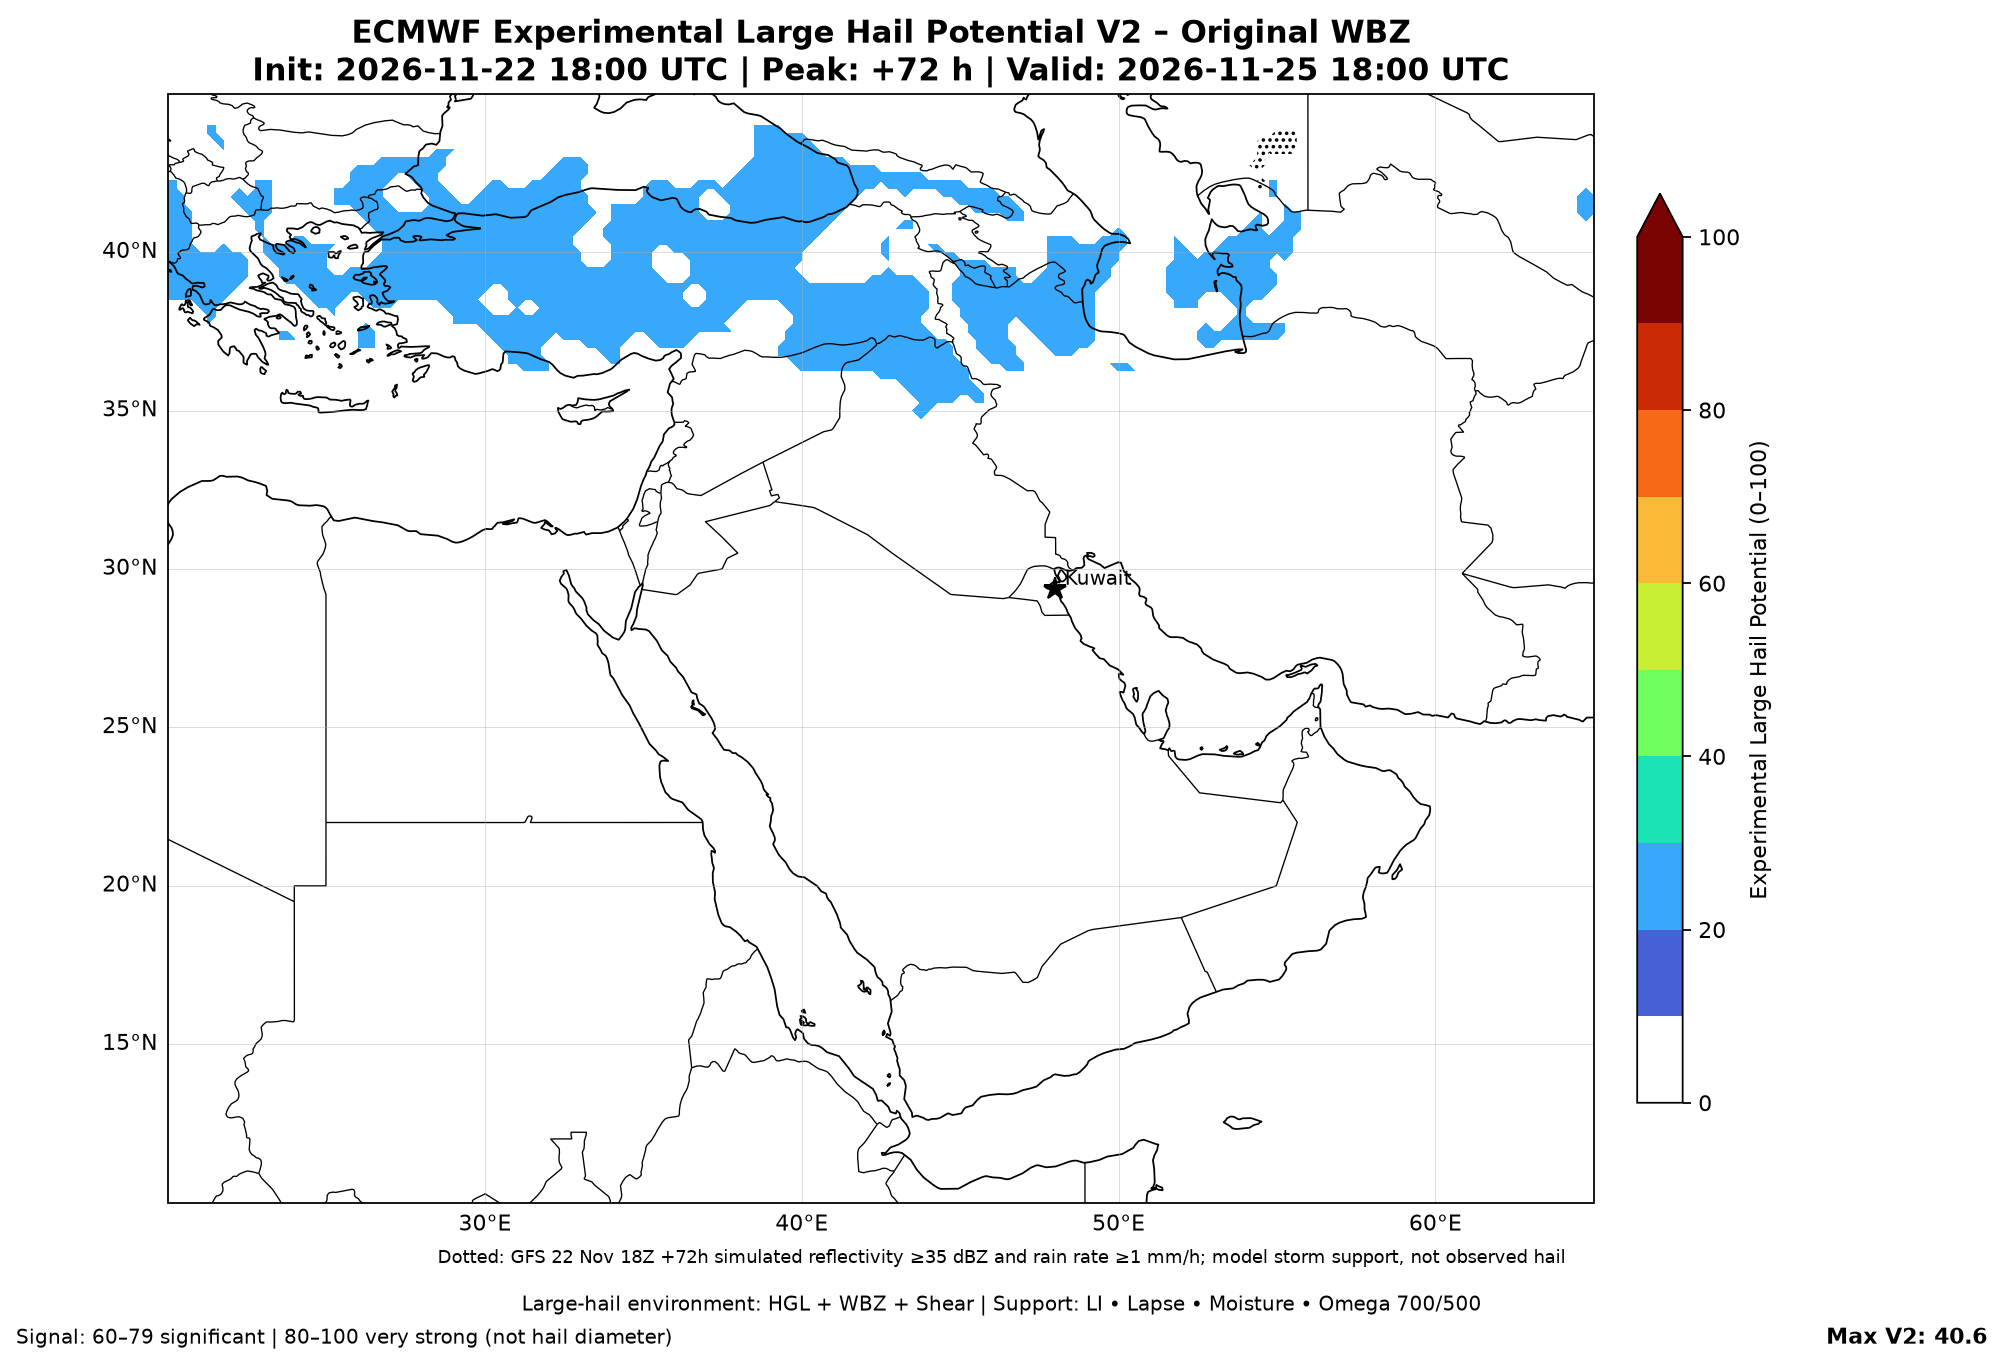 ECMWF Experimental Large Hail Potential V2 – Original WBZ
Init: 2026-11-22 18:00 UTC | Peak: +72 h | Valid: 2026-11-25 18:00 UTC
40°N
35°N
30°N
25°N
20°N
15°N
Kuwait
30°E
40°E
50°E
60°E
100
80
60
40
20
0
Experimental Large Hail Potential (0–100)
Dotted: GFS 22 Nov 18Z +72h simulated reflectivity ≥35 dBZ and rain rate ≥1 mm/h; model storm support, not observed hail
Large-hail environment: HGL + WBZ + Shear | Support: LI • Lapse • Moisture • Omega 700/500
Signal: 60–79 significant | 80–100 very strong (not hail diameter)
Max V2: 40.6